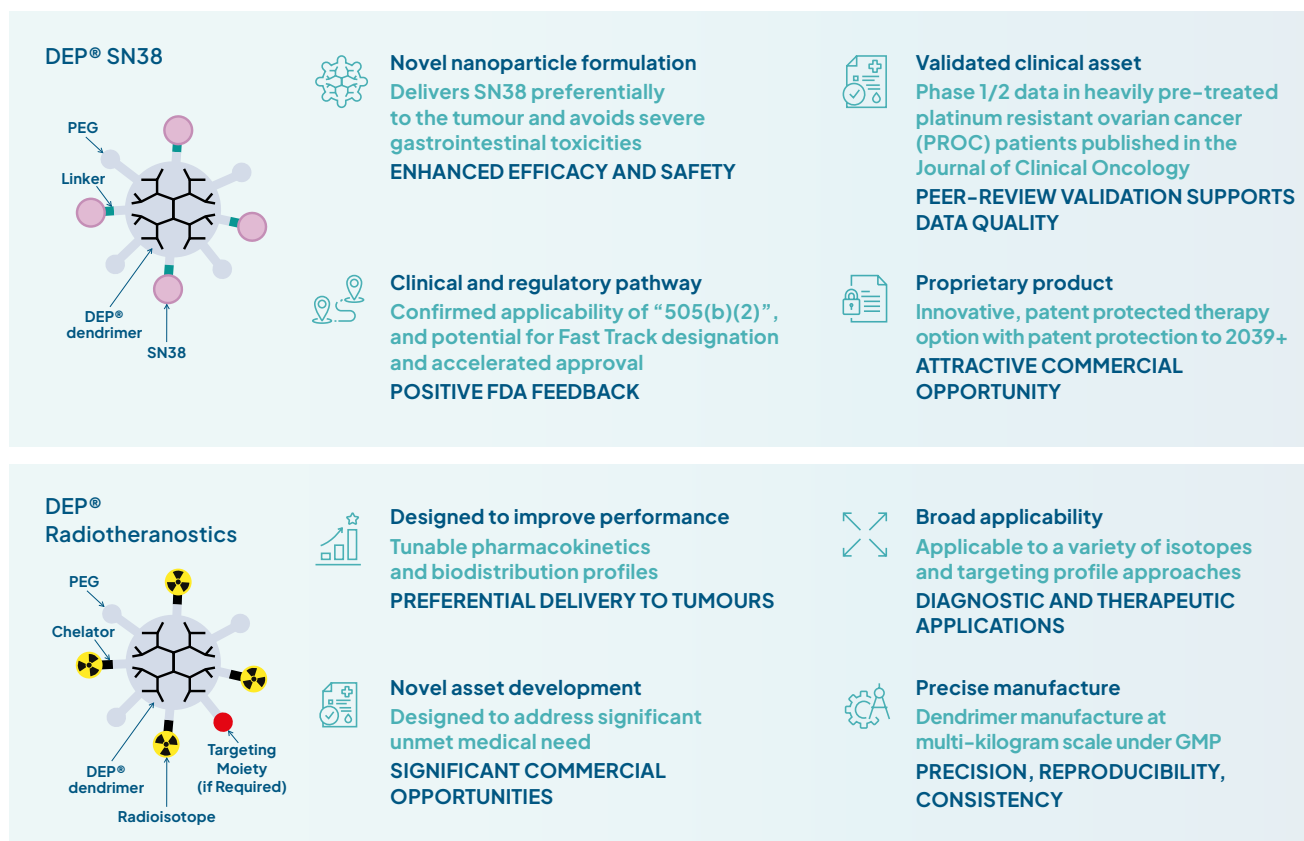 DEP® SN38
PEG
Linker
DEP®
dendrimer
SN38
Novel nanoparticle formulation
Delivers SN38 preferentially
to the tumour and avoids severe
gastrointestinal toxicities
ENHANCED EFFICACY AND SAFETY
Validated clinical asset
Phase 1/2 data in heavily pre-treated
platinum resistant ovarian cancer
(PROC) patients published in the
Journal of Clinical Oncology
PEER-REVIEW VALIDATION SUPPORTS
DATA QUALITY
Clinical and regulatory pathway
Confirmed applicability of “505(b)(2)”,
and potential for Fast Track designation
and accelerated approval
POSITIVE FDA FEEDBACK
Proprietary product
Innovative, patent protected therapy
option with patent protection to 2039+
ATTRACTIVE COMMERCIAL
OPPORTUNITY
DEP®
Radiotheranostics
PEG
Chelator
DEP®
dendrimer
Targeting
Moiety
(if Required)
Radioisotope
Designed to improve performance
Tunable pharmacokinetics
and biodistribution profiles
PREFERENTIAL DELIVERY TO TUMOURS
Broad applicability
Applicable to a variety of isotopes
and targeting profile approaches
DIAGNOSTIC AND THERAPEUTIC
APPLICATIONS
Novel asset development
Designed to address significant
unmet medical need
SIGNIFICANT COMMERCIAL
OPPORTUNITIES
Precise manufacture
Dendrimer manufacture at
multi-kilogram scale under GMP
PRECISION, REPRODUCIBILITY,
CONSISTENCY